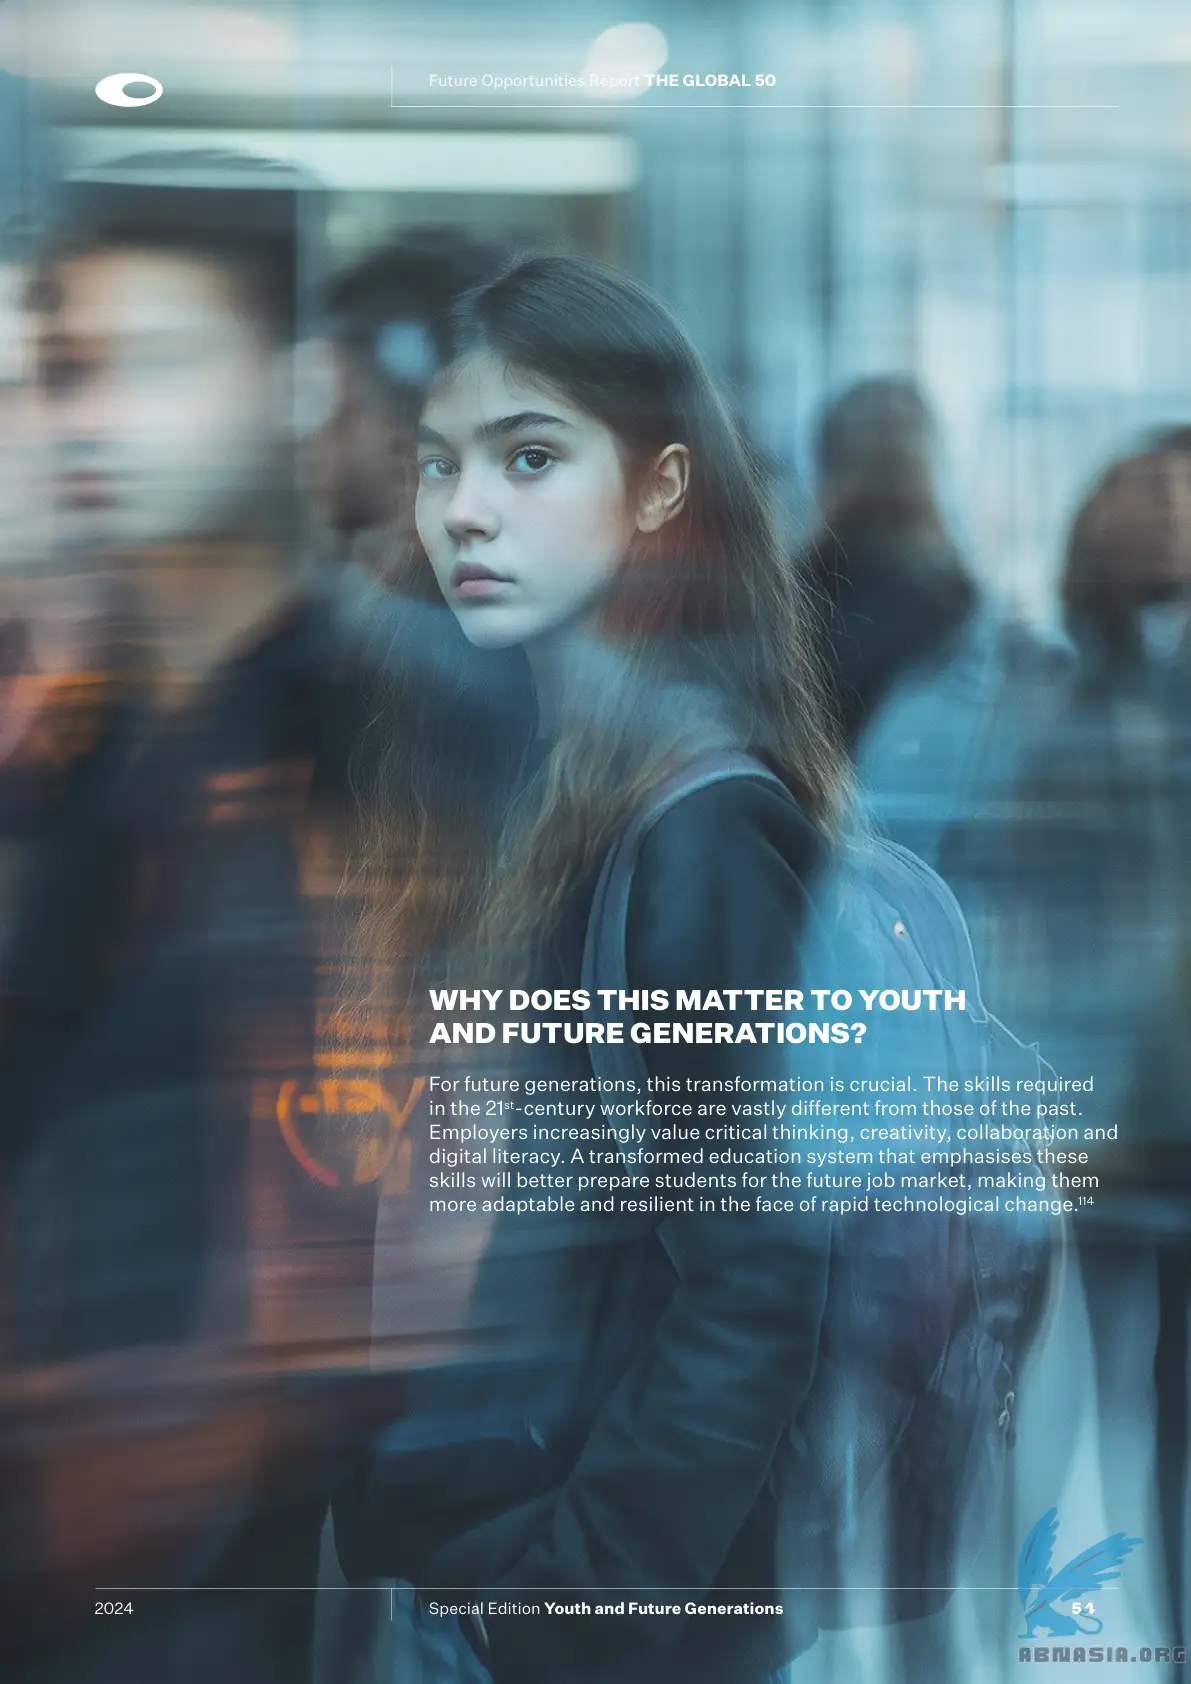 Future Opportunities Report THE GLOBAL 50
WHY DOES THIS MATTER TO YOUTH
AND FUTURE GENERATIONS?
For future generations, this transformation is crucial. The skills required
in the 21st-century workforce are vastly different from those of the past.
Employers increasingly value critical thinking, creativity, collaboration and
digital literacy. A transformed education system that emphasises these
skills will better prepare students for the future job market, making them
more adaptable and resilient in the face of rapid technological change.114
2024
Special Edition Youth and Future Generations
54
ABNASIA.ORG